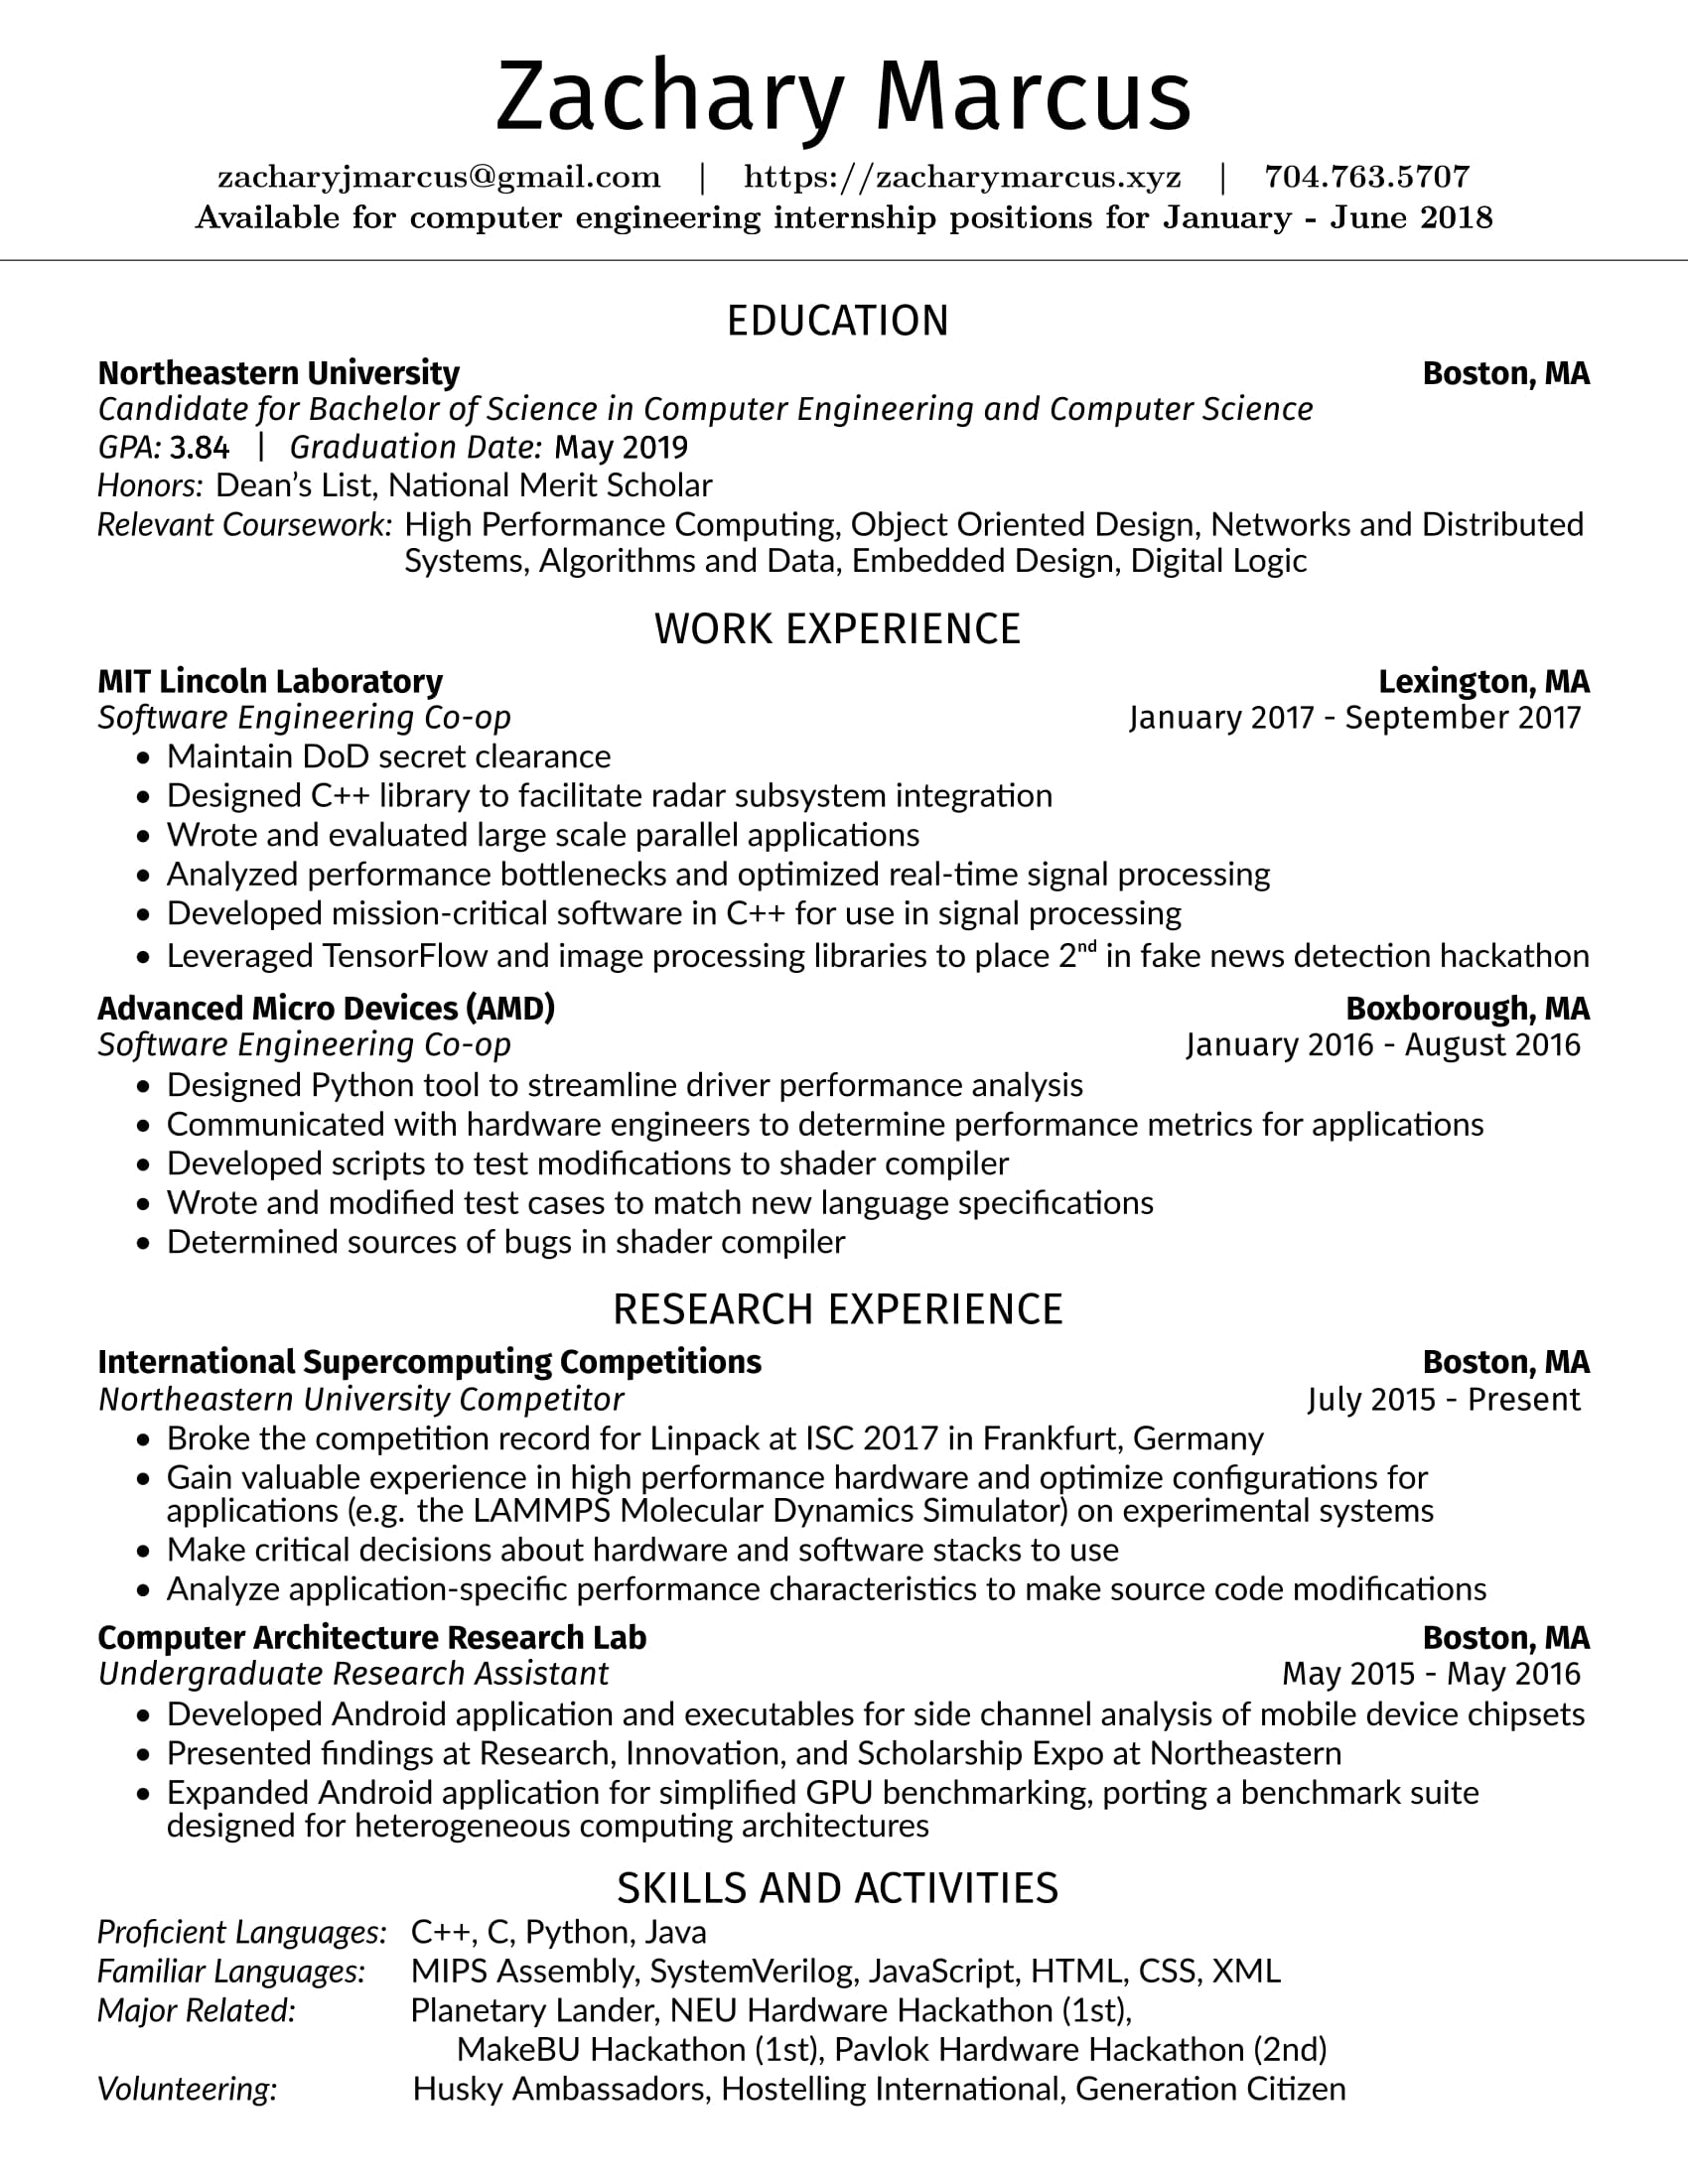 Zachary Marcus
zacharyjmarcus@gmail.com | https://zacharymarcus.xyz | 704.763.5707
Available for computer engineering internship positions for January - June 2018
EDUCATION
Northeastern University Boston, MA
Candidate for Bachelor of Science in Computer Engineering and Computer Science
GPA: 3.84 | Graduation Date: May 2019
Honors: Dean’s List, National Merit Scholar
Relevant Coursework: High Performance Computing, Object Oriented Design, Networks and Distributed
Systems, Algorithms and Data, Embedded Design, Digital Logic
WORK EXPERIENCE
MIT Lincoln Laboratory Lexington, MA
Software Engineering Co-op January 2017 - September 2017
• Maintain DoD secret clearance
• Designed C++ library to facilitate radar subsystem integration
• Wrote and evaluated large scale parallel applications
• Analyzed performance bottlenecks and optimized real-time signal processing
• Developed mission-critical software in C++ for use in signal processing
• Leveraged TensorFlow and image processing libraries to place 2nd in fake news detection hackathon
Advanced Micro Devices (AMD) Boxborough, MA
Software Engineering Co-op January 2016 - August 2016
• Designed Python tool to streamline driver performance analysis
• Communicated with hardware engineers to determine performance metrics for applications
• Developed scripts to test modifications to shader compiler
• Wrote and modified test cases to match new language specifications
• Determined sources of bugs in shader compiler
RESEARCH EXPERIENCE
International Supercomputing Competitions Boston, MA
Northeastern University Competitor July 2015 - Present
• Broke the competition record for Linpack at ISC 2017 in Frankfurt, Germany
• Gain valuable experience in high performance hardware and optimize configurations for
applications (e.g. the LAMMPS Molecular Dynamics Simulator) on experimental systems
• Make critical decisions about hardware and software stacks to use
• Analyze application-specific performance characteristics to make source code modifications
Computer Architecture Research Lab Boston, MA
Undergraduate Research Assistant May 2015 - May 2016
• Developed Android application and executables for side channel analysis of mobile device chipsets
• Presented findings at Research, Innovation, and Scholarship Expo at Northeastern
• Expanded Android application for simplified GPU benchmarking, porting a benchmark suite
designed for heterogeneous computing architectures
SKILLS AND ACTIVITIES
Proficient Languages: C++, C, Python, Java
Familiar Languages: MIPS Assembly, SystemVerilog, JavaScript, HTML, CSS, XML
Major Related: Planetary Lander, NEU Hardware Hackathon (1st),
MakeBU Hackathon (1st), Pavlok Hardware Hackathon (2nd)
Volunteering: Husky Ambassadors, Hostelling International, Generation Citizen